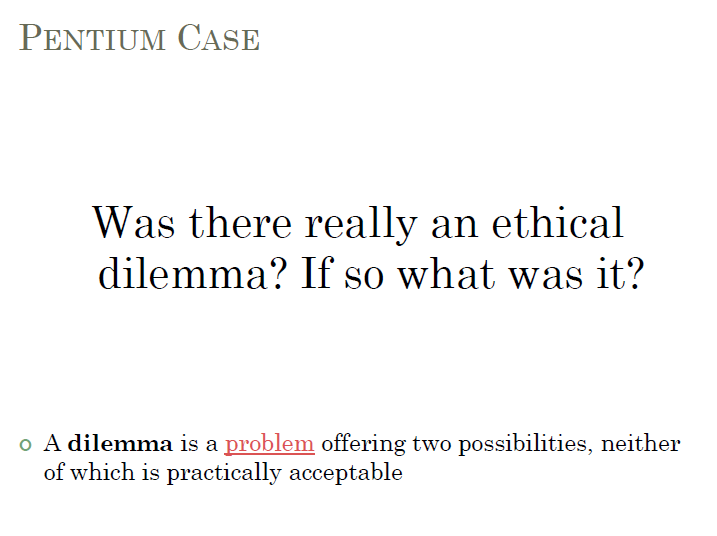 PENTIUM CASE
Was there really an ethical
dilemma? If so what was it?
A dilemma is a problem offering two possibilities, neither
of which is practically acceptable